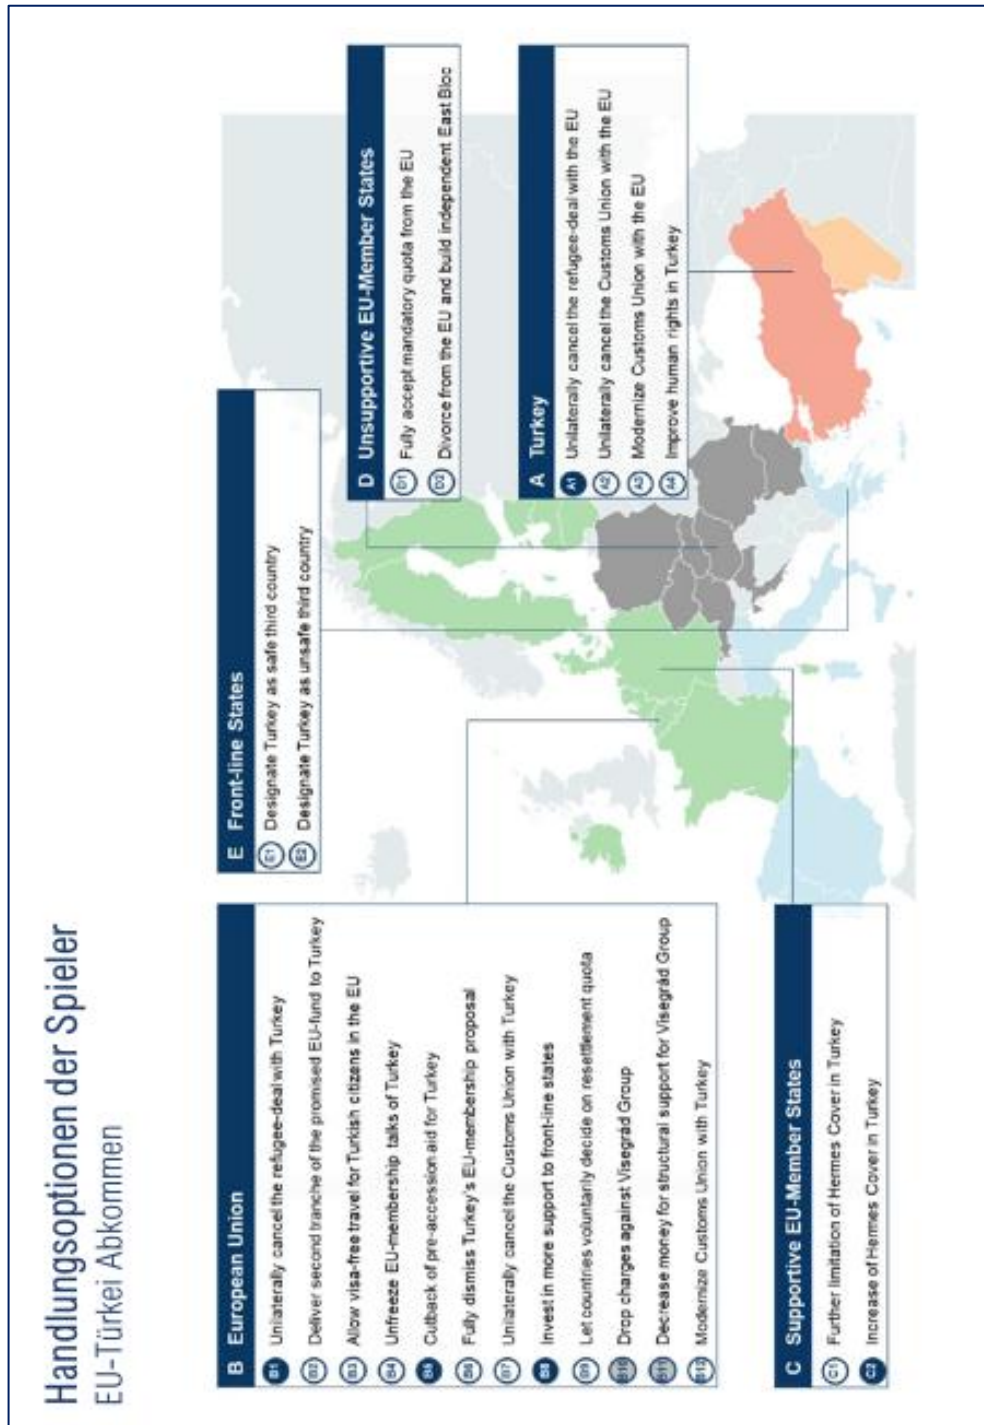 Handlungsoptionen der Spieler
EU-Türkei Abkommen
B European Union
B1 Unilaterally cancel the refugee-deal with Turkey
B2 Deliver second tranche of the promised EU-fund to Turkey
B3 Allow visa-free travel for Turkish citizens in the EU
B4 Unfreeze EU-membership talks of Turkey
B5 Cutback of pre-accession aid for Turkey
B6 Fully dismiss Turkey's EU-membership proposal
B7 Unilaterally cancel the Customs Union with Turkey
B8 Invest in more support to front-line states
B9 Let countries voluntarily decide on resettlement quota
B10 Drop charges against Visegrád Group
B11 Decrease money for structural support for Visegrád Group
B12 Modernize Customs Union with Turkey
C Supportive EU-Member States
C1 Further limitation of Hermes Cover in Turkey
C2 Increase of Hermes Cover in Turkey
E Front-line States
E1 Designate Turkey as safe third country
E2 Designate Turkey as unsafe third country
D Unsupportive EU-Member States
D1 Fully accept mandatory quota from the EU
D2 Divorce from the EU and build independent East Bloc
A Turkey
A1 Unilaterally cancel the refugee-deal with the EU
A2 Unilaterally cancel the Customs Union with the EU
A3 Modernize Customs Union with the EU
A4 Improve human rights in Turkey